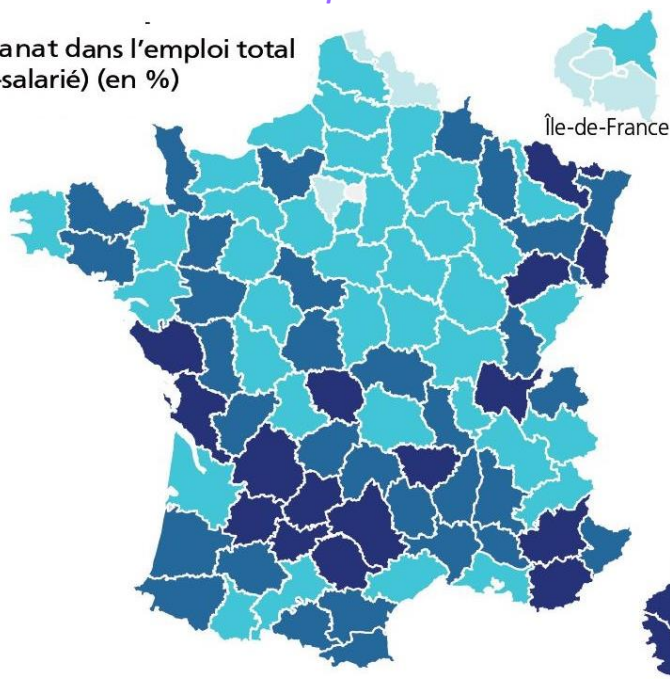 anat dans l’emploi total
-salarié) (en %)
Île-de-France